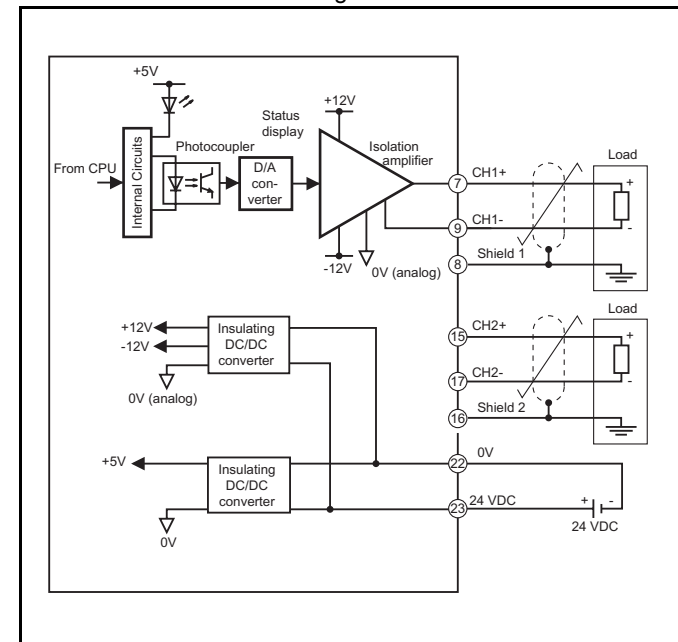 +5V
Status
display
+12V
Photocoupler
Isolation
amplifier
Load
From CPU
Internal Circuits
D/A
con-
verter
7
CH1+
+
9
CH1-
-
8
Shield 1
-12V
0V (analog)
Load
+12V
-12V
Insulating
DC/DC
converter
0V (analog)
15
CH2+
+
17
CH2-
-
16
Shield 2
+5V
Insulating
DC/DC
converter
22
0V
23
24 VDC
+
-
24 VDC
0V